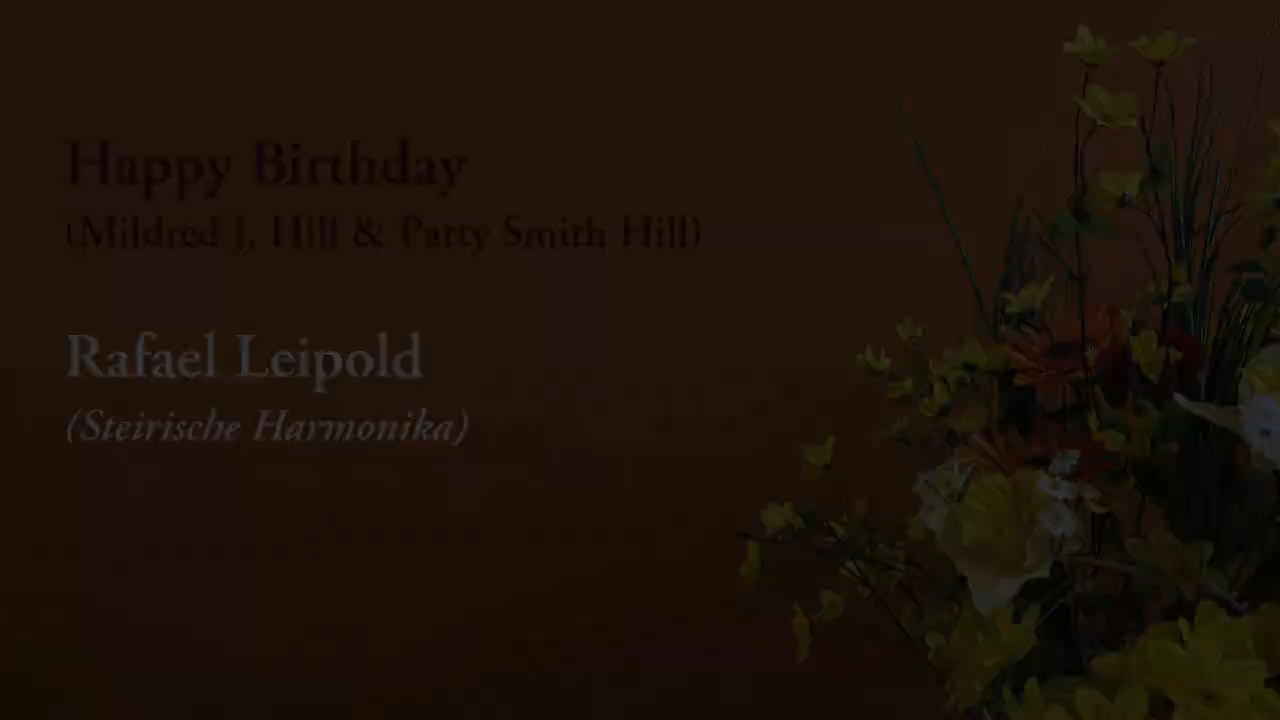 Happy Birthday
(Mildred J. Hill & Patty Smith Hill)
Rafael Leipold
(Steirische Harmonika)